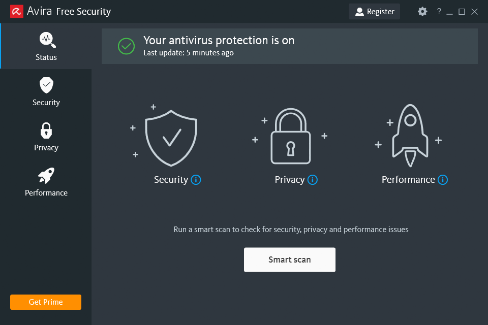 Avira Free Security
Register
?
Status
Security
Privacy
Performance
Get Prime
Your antivirus protection is on
Last update: 5 minutes ago
Security
Privacy
Performance
Run a smart scan to check for security, privacy and performance issues
Smart scan